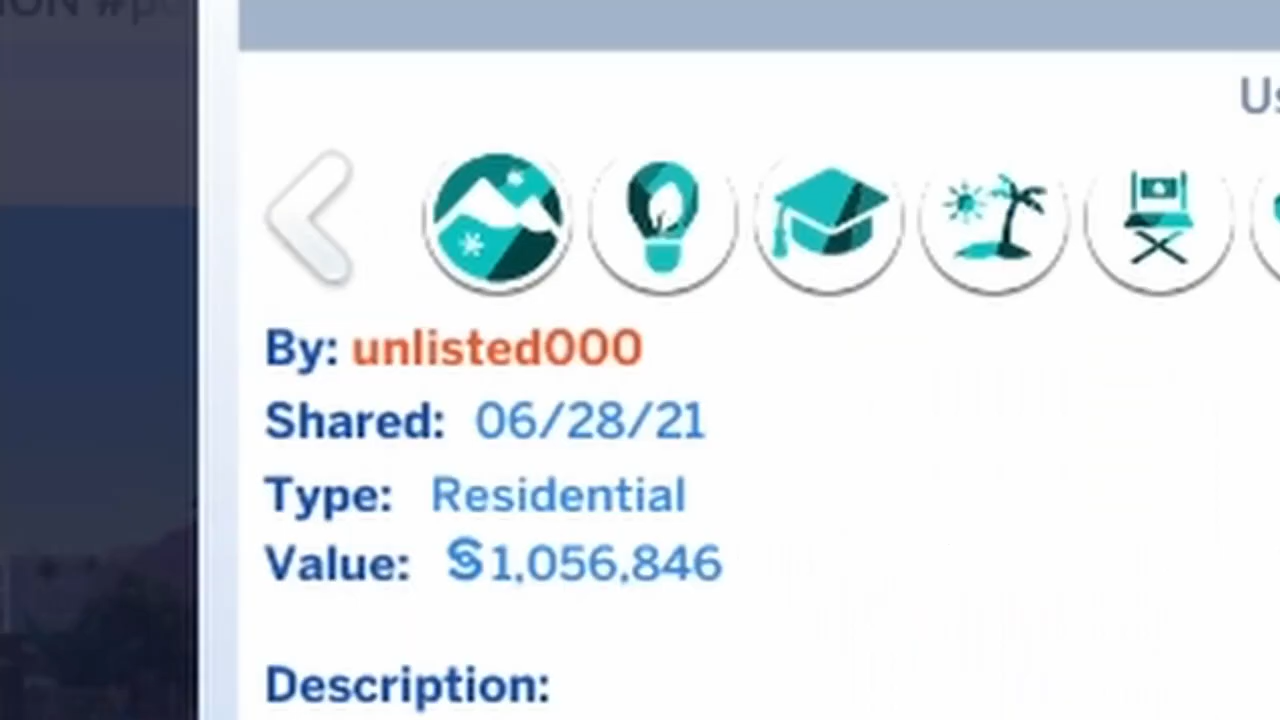 By: unlisted000
Shared: 06/28/21
Type: Residential
Value: §1,056,846
Description: